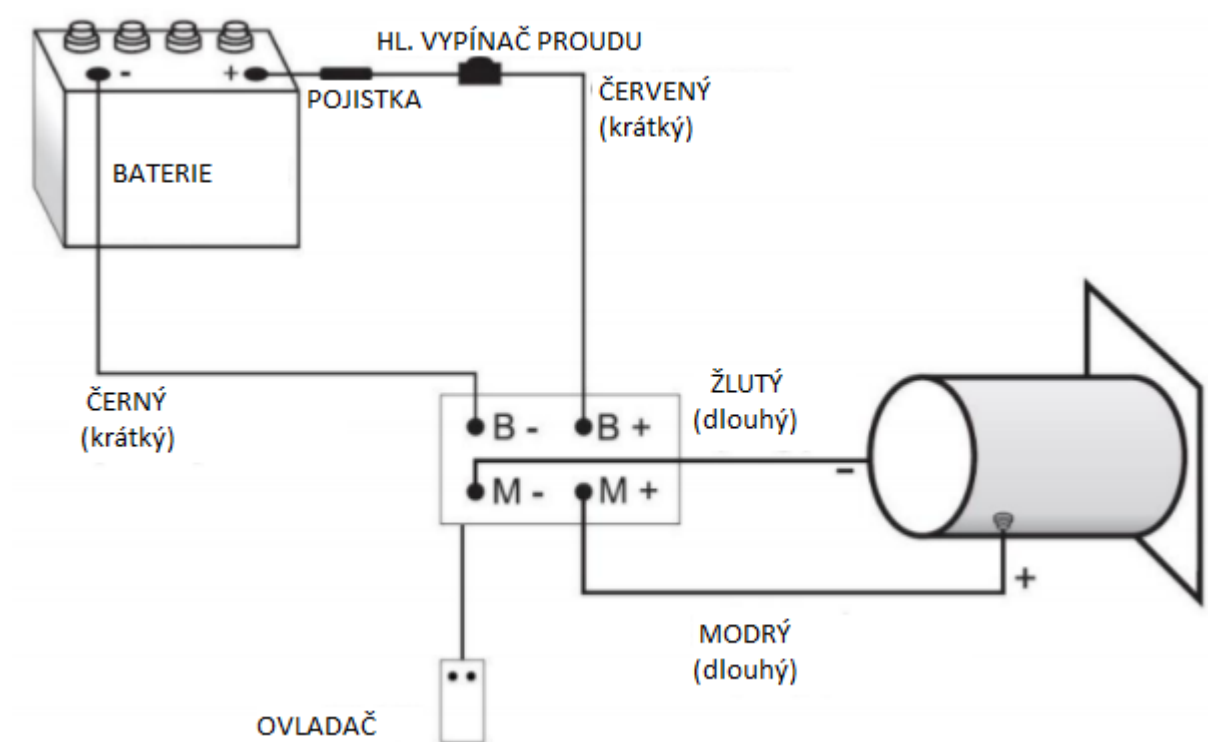 HL. VYPÍNAČ PROUDU
- +
POJISTKA
ČERVENÝ
(krátký)
BATERIE
ČERNÝ
(krátký)
ŽLUTÝ
(dlouhý)
B - B +
-
M - M +
+
MODRÝ
(dlouhý)
OVLADAČ